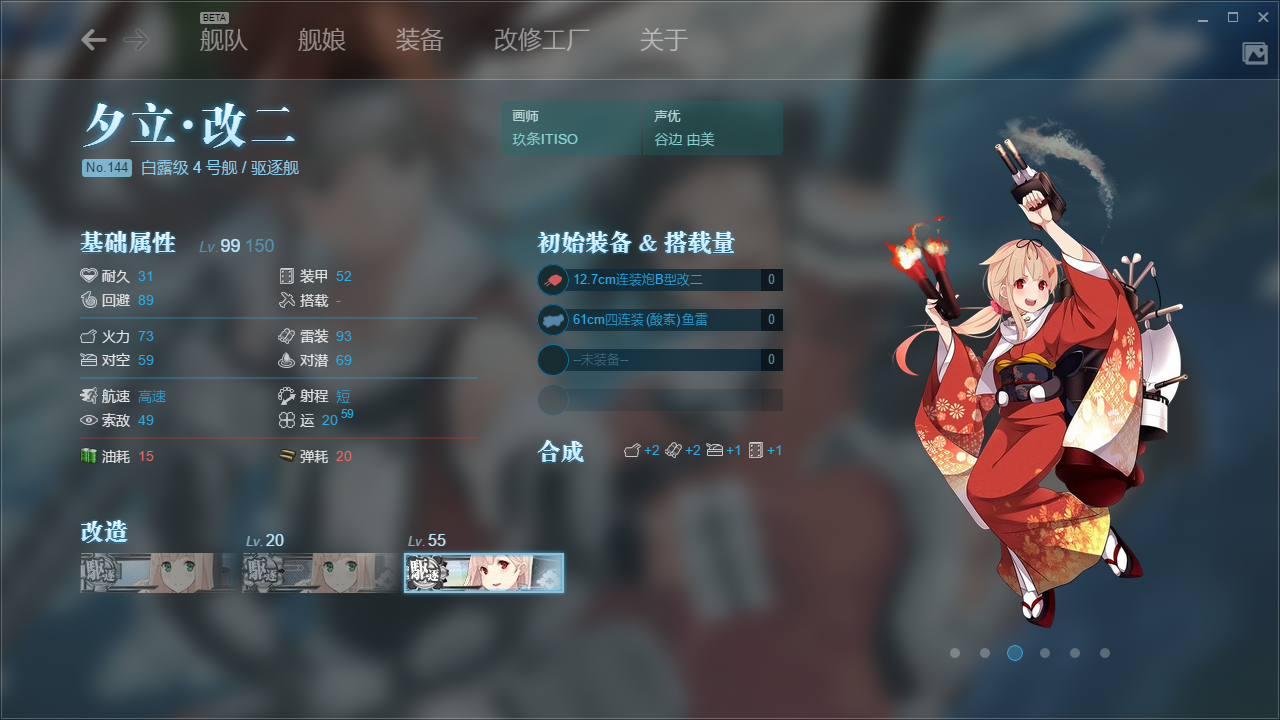 BETA
舰队 舰娘 装备 改修工厂 关于
夕立·改二
No.144 白露级 4 号舰 / 驱逐舰
画师 声优
玖条ITISO 谷边 由美
基础属性 Lv 99 150
耐久 31 装甲 52
回避 89 搭载 -
火力 73 雷装 93
对空 59 对潜 69
航速 高速 射程 短
索敌 49 运 20 59
油耗 15 弹耗 20
初始装备 & 搭载量
12.7cm连装炮B型改二 0
61cm四连装(酸素)鱼雷 0
--未装备-- 0
合成 +2 +2 +1 +1
改造
Lv.20 Lv.55
駆逐 駆逐 駆逐